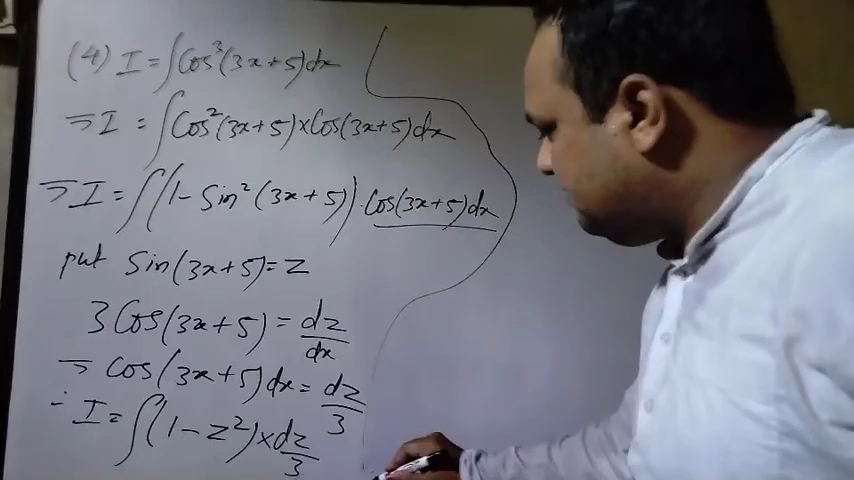 (4) I = ∫Cos³(3x+5)dx
⇒ I = ∫Cos²(3x+5)×Cos(3x+5)dx
⇒ I = ∫(1-Sin²(3x+5))·Cos(3x+5)dx
put Sin(3x+5)=z
3Cos(3x+5) = dz/dx
⇒ Cos(3x+5)dx = dz/3
∴ I = ∫(1-z²)×dz/3